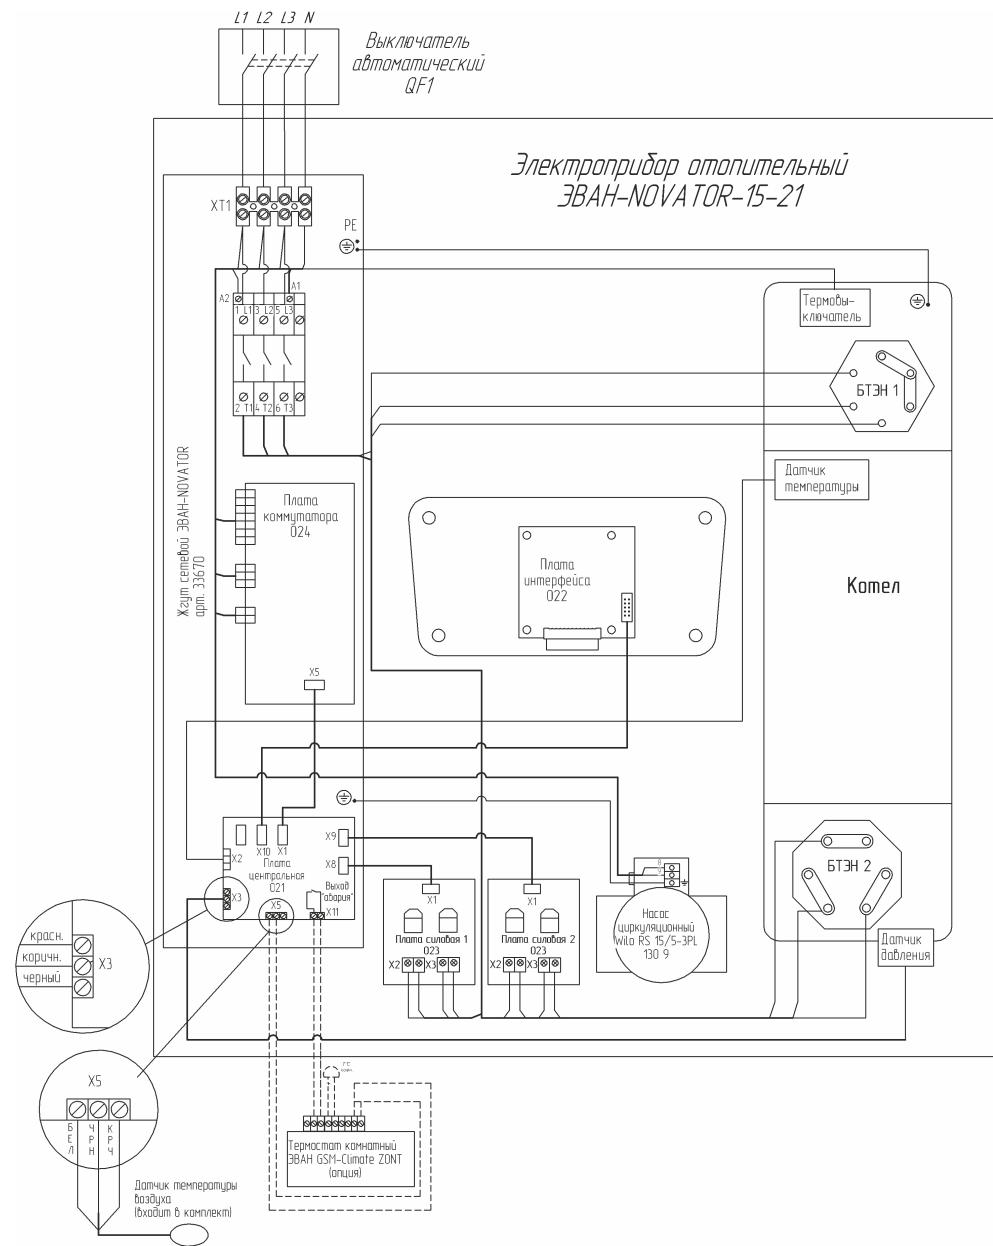 L1 L2 L3 N
Выключатель
автоматический
QF1
Электроприбор отопительный
ЭВАН-NOVATOR-15-21
XT1
PE
A2
A1
1 L1 3 L2 5 L3
2 T1 4 T2 6 T3
Термовы-
ключатель
БТЭН 1
Датчик
температуры
Жгут сетевой ЭВАН-NOVATOR
арт. 33670
Плата
коммутатора
024
X5
Плата
интерфейса
022
Котел
X10 X1
X9
X2
Плата
центральная
021
X8
Выход
"авария"
X3
X5
X11
X1
Плата силовая 1
023
X2 X3
X1
Плата силовая 2
023
X2 X3
Насос
циркуляционный
Wilo RS 15/5-3PL
130 9
БТЭН 2
Датчик
давления
красн.
коричн.
черный
X3
X5
БЕЛ
ЧРН
КРЧ
Датчик температуры
воздуха
(входит в комплект)
Термостат комнатный
ЭВАН GSM-Climate ZONT
(опция)